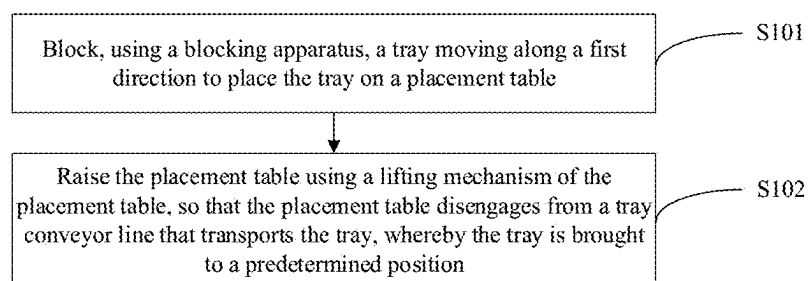 Block, using a blocking apparatus, a tray moving along a first
direction to place the tray on a placement table
S101
Raise the placement table using a lifting mechanism of the
placement table, so that the placement table disengages from a tray
conveyor line that transports the tray, whereby the tray is brought
to a predetermined position
S102